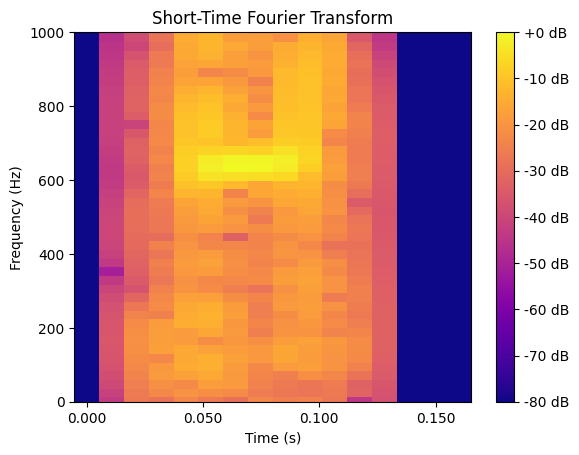 Short-Time Fourier Transform
1000
800
600
400
200
0
Frequency (Hz)
0.000
0.050
0.100
0.150
Time (s)
+0 dB
-10 dB
-20 dB
-30 dB
-40 dB
-50 dB
-60 dB
-70 dB
-80 dB